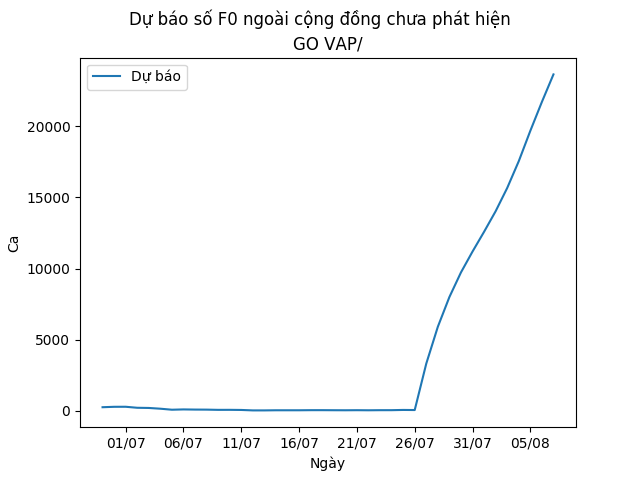 Dự báo số F0 ngoài cộng đồng chưa phát hiện
GO VAP/
Dự báo
Ca
20000
15000
10000
5000
0
01/07 06/07 11/07 16/07 21/07 26/07 31/07 05/08
Ngày